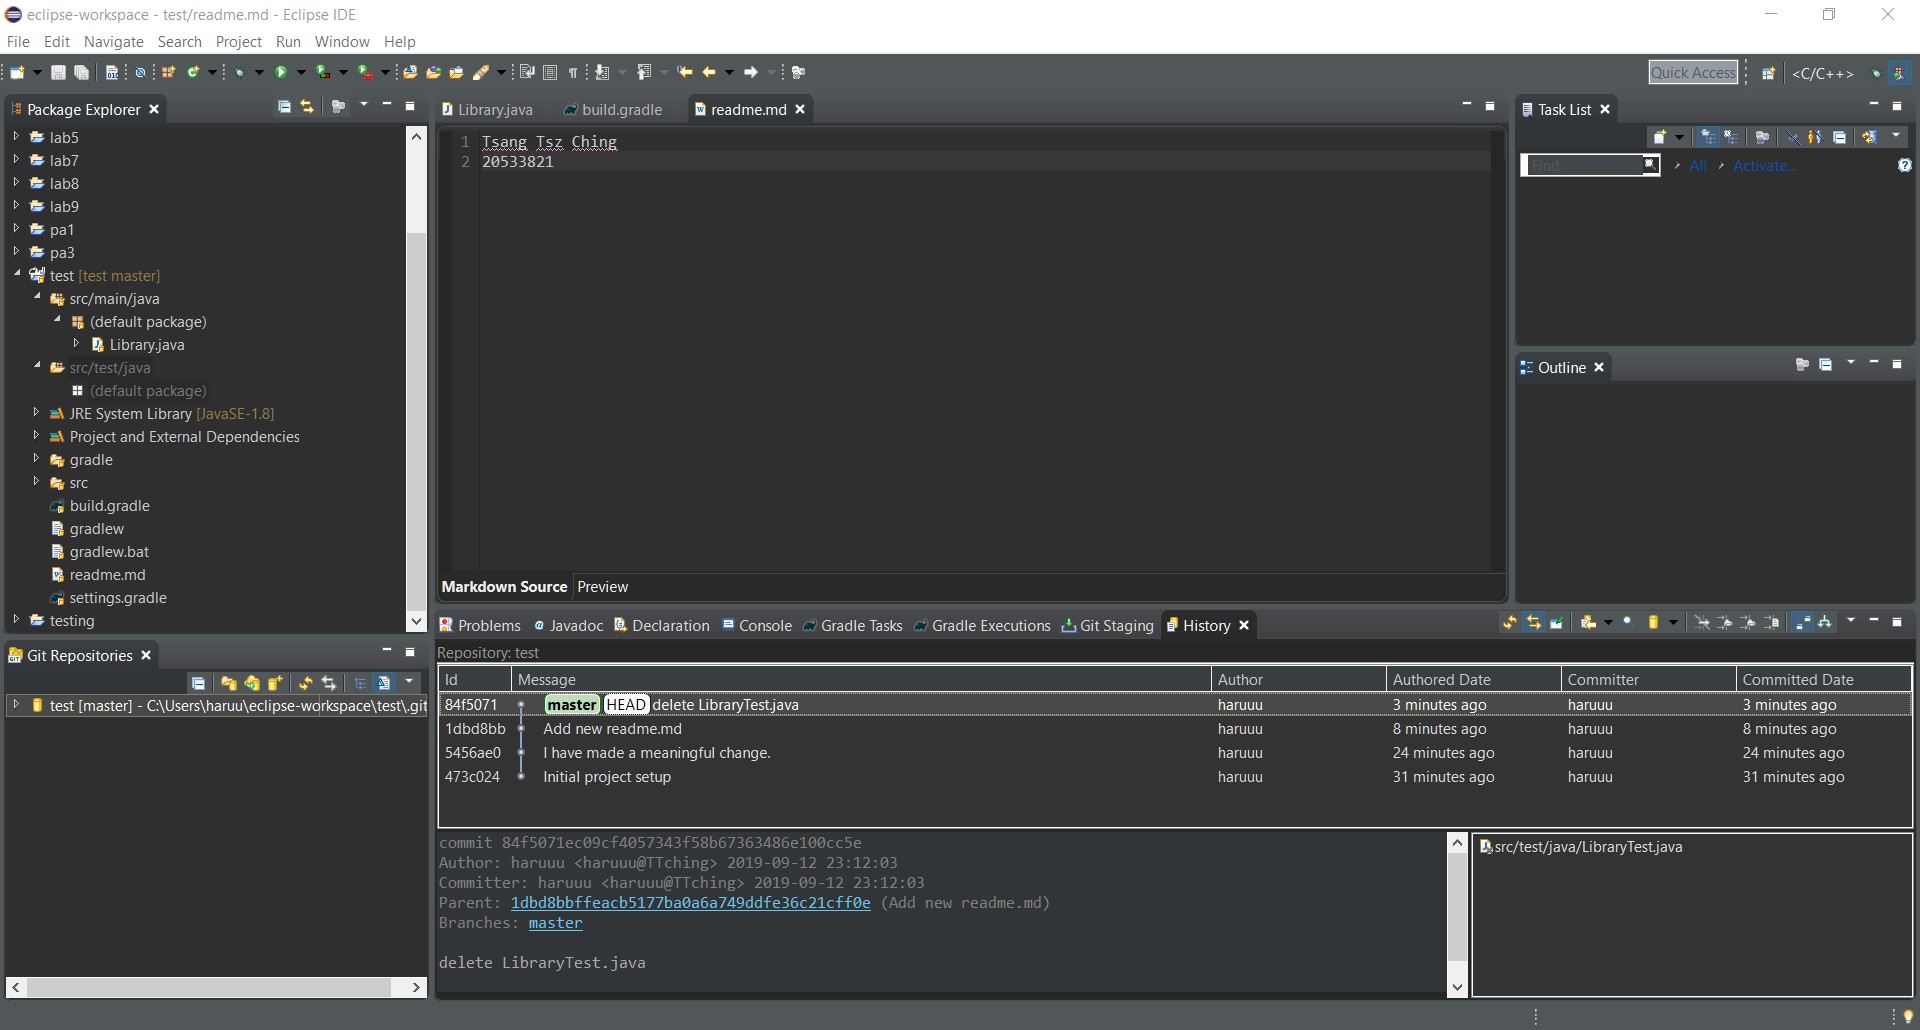 eclipse-workspace - test/readme.md - Eclipse IDE
File Edit Navigate Search Project Run Window Help
Quick Access <C/C++>
Package Explorer
lab5
lab7
lab8
lab9
pa1
pa3
test [test master]
src/main/java
(default package)
Library.java
src/test/java
(default package)
JRE System Library [JavaSE-1.8]
Project and External Dependencies
gradle
src
build.gradle
gradlew
gradlew.bat
readme.md
settings.gradle
testing
Git Repositories
test [master] - C:\Users\haruu\eclipse-workspace\test\.git
Library.java build.gradle readme.md
1 Tsang Tsz Ching
2 20533821
Markdown Source Preview
Task List
Find All Activate...
Outline
Problems Javadoc Declaration Console Gradle Tasks Gradle Executions Git Staging History
Repository: test
Id Message Author Authored Date Committer Committed Date
84f5071 master HEAD delete LibraryTest.java haruuu 3 minutes ago haruuu 3 minutes ago
1dbd8bb Add new readme.md haruuu 8 minutes ago haruuu 8 minutes ago
5456ae0 I have made a meaningful change. haruuu 24 minutes ago haruuu 24 minutes ago
473c024 Initial project setup haruuu 31 minutes ago haruuu 31 minutes ago
commit 84f5071ec09cf4057343f58b67363486e100cc5e
Author: haruuu <haruuu@TTching> 2019-09-12 23:12:03
Committer: haruuu <haruuu@TTching> 2019-09-12 23:12:03
Parent: 1dbd8bbffeacb5177ba0a6a749ddfe36c21cff0e (Add new readme.md)
Branches: master
delete LibraryTest.java
src/test/java/LibraryTest.java